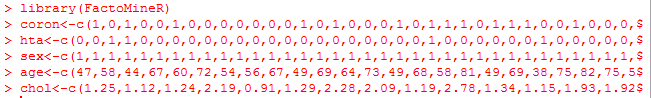 > library(FactoMineR)
> coron<-c(1,0,1,0,0,1,0,0,0,0,0,0,0,1,0,1,0,0,0,1,0,1,1,1,0,1,1,1,0,0,1,0,0,0,$
> hta<-c(0,0,1,1,0,0,0,0,0,0,0,0,0,0,0,0,0,0,0,1,0,0,0,0,0,0,0,0,0,1,0,0,0,0,0,$
> sex<-c(1,1,1,1,1,1,1,1,1,1,1,1,1,1,1,1,1,1,1,1,1,1,1,1,1,1,1,1,1,1,1,1,1,1,1,$
> age<-c(47,58,44,67,60,72,54,56,67,49,69,64,73,49,68,58,81,49,69,38,75,82,75,5$
> chol<-c(1.25,1.12,1.24,2.19,0.91,1.29,2.28,2.09,1.19,2.78,1.34,1.15,1.93,1.92$